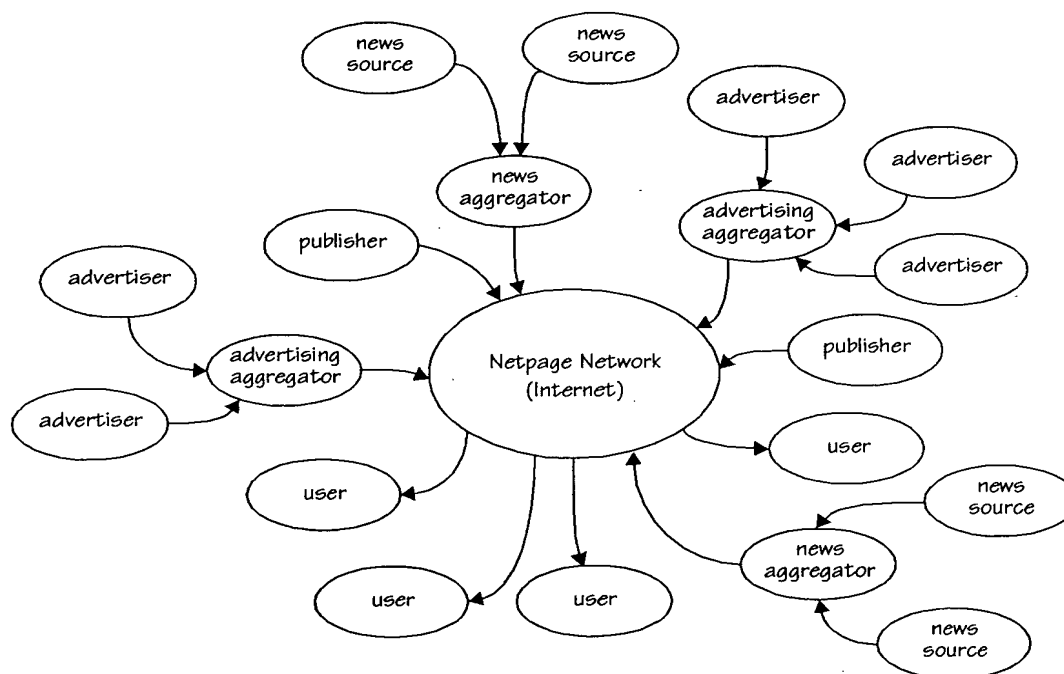 news
source
news
source
advertiser
advertiser
news
aggregator
advertising
aggregator
publisher
advertiser
advertiser
publisher
advertising
aggregator
Netpage Network
(Internet)
advertiser
user
user
news
source
news
aggregator
user
user
news
source